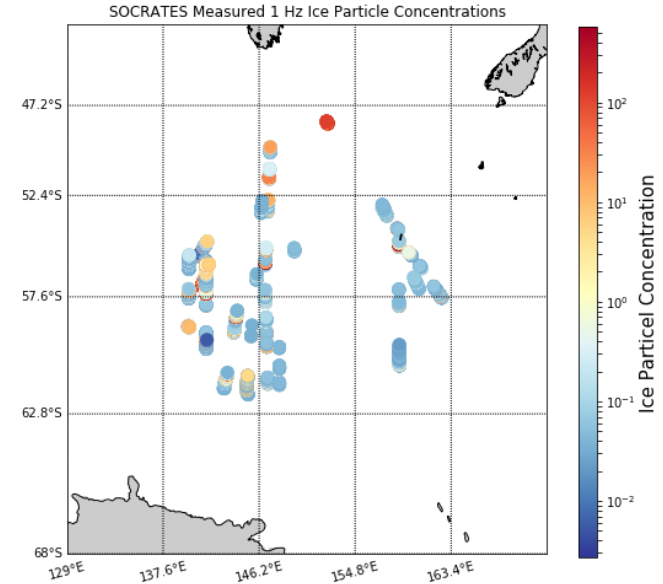 SOCRATES Measured 1 Hz Ice Particle Concentrations
47.2°S
52.4°S
57.6°S
62.8°S
68°S
129°E
137.6°E
146.2°E
154.8°E
163.4°E
10²
10¹
10⁰
10⁻¹
10⁻²
Ice Particel Concentration